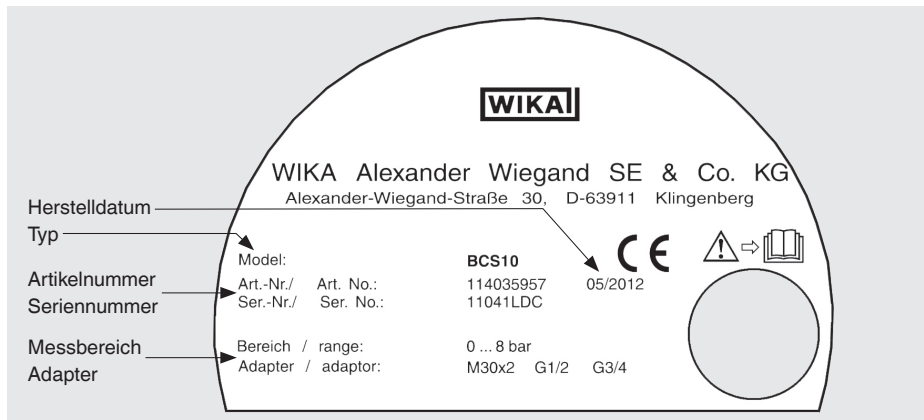 WIKA
WIKA Alexander Wiegand SE & Co. KG
Alexander-Wiegand-Straße 30, D-63911 Klingenberg
Herstelldatum
Typ
Model: BCS10
CE
Artikelnummer
Seriennummer
Art.-Nr./ Art. No.: 114035957 05/2012
Ser.-Nr./ Ser. No.: 11041LDC
Messbereich
Adapter
Bereich / range: 0 ... 8 bar
Adapter / adaptor: M30x2 G1/2 G3/4